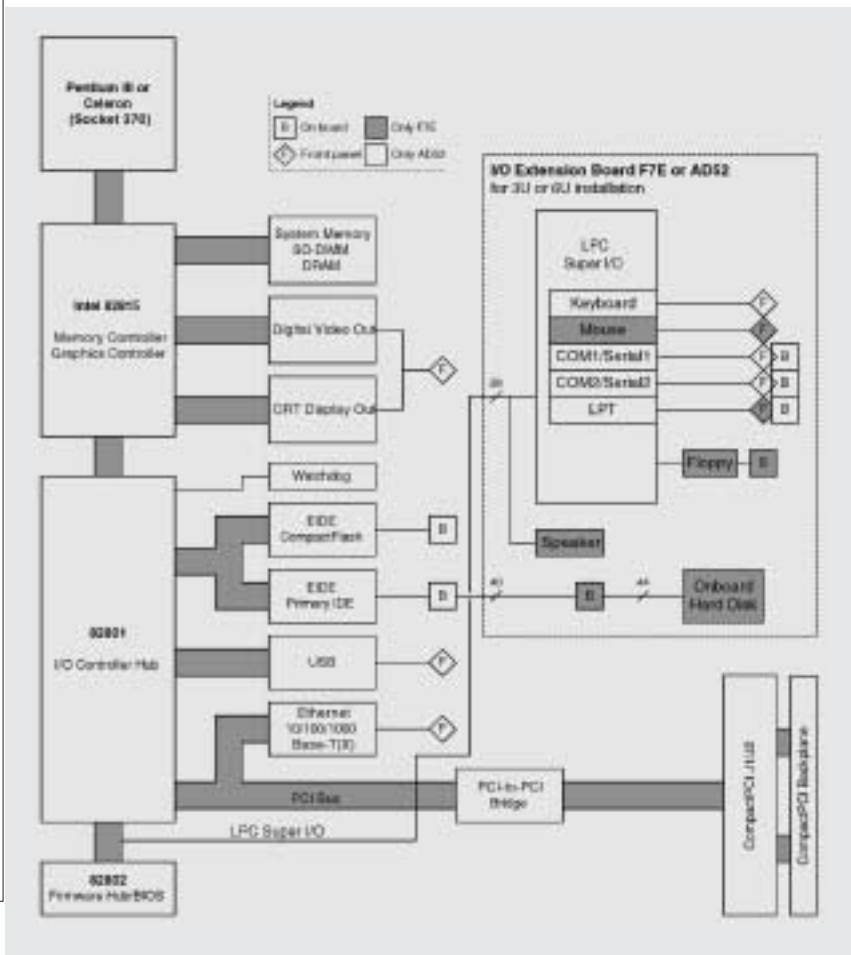 Pentium III or
Celeron
(Socket 370)
Legend
B On board
Only F7E
F Front panel
Only AD52
I/O Extension Board F7E or AD52
for 3U or 6U installation
System Memory
SO-DIMM
DRAM
LPC
Super I/O
Intel 82815
Memory Controller
Graphics Controller
Digital Video Out
CRT Display Out
F
Keyboard
F
Mouse
F
COM1/Serial1
F
B
COM2/Serial2
F
B
LPT
F
B
Floppy
B
Watchdog
EIDE
CompactFlash
B
Speaker
EIDE
Primary IDE
B
40
B
44
Onboard
Hard Disk
82801
I/O Controller Hub
USB
F
Ethernet
10/100/1000
Base-T(X)
F
PCI Bus
PCI-to-PCI
Bridge
CompactPCI J1/J2
CompactPCI Backplane
LPC Super I/O
82802
Firmware Hub/BIOS